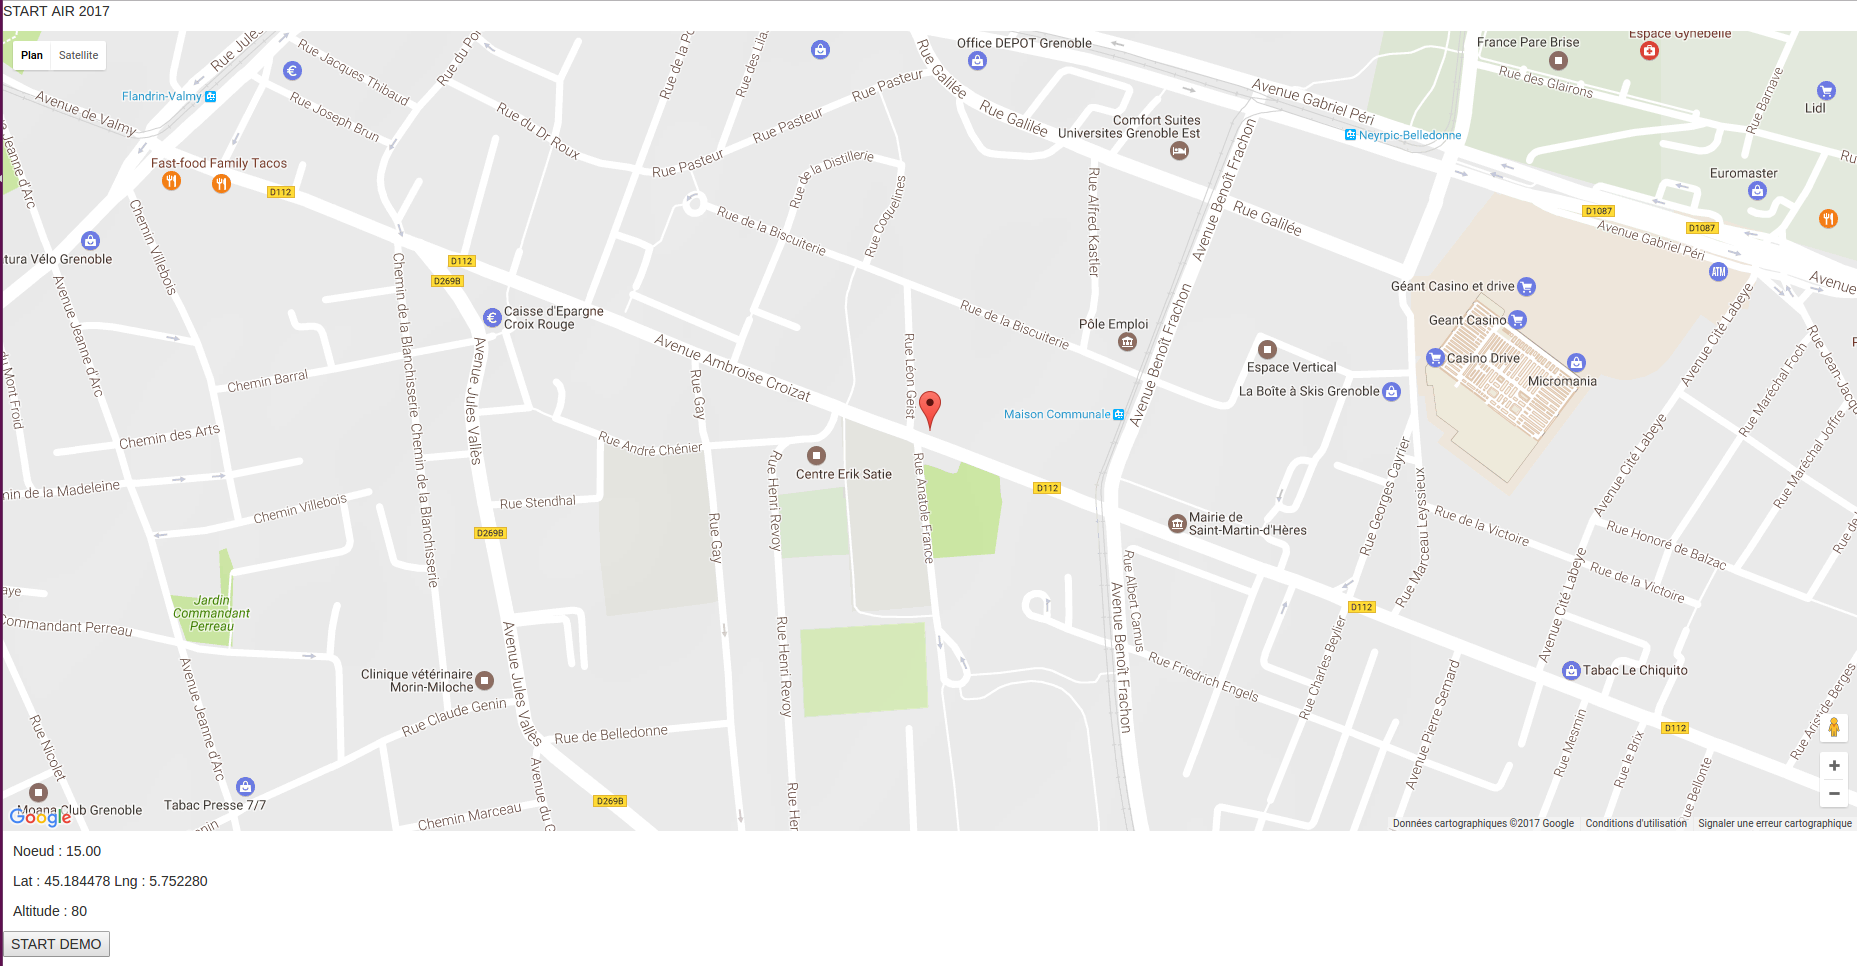 START AIR 2017
Plan Satellite
Rue Jules
Rue Jacques Thibaud
Rue du
Rue de la
Rue des Lilas
Office DEPOT Grenoble
France Pare Brise
Espace Gynebelle
Flandrin-Valmy
Avenue de Valmy
Rue Joseph Brun
Rue du Dr Roux
Rue Pasteur
Rue Pasteur
Rue Pasteur
Rue Galilée
Rue Galilée
Avenue Gabriel Péri
Rue des Glairons
Rue Barnave
Lidl
Comfort Suites
Universites Grenoble Est
Neyrpic-Belledonne
Fast-food Family Tacos
D112
Rue de la Distillerie
Rue Coquelines
Rue Alfred Kastler
Avenue Benoît Frachon
Rue Galilée
Euromaster
D1087
D1087
Avenue Gabriel Péri
Avenue
Jeanne d'Arc
Chemin Villebois
tura Vélo Grenoble
Rue de la Biscuiterie
D112
D269B
Chemin de la Blanchisserie
Chemin de la Blanchisserie
Caisse d'Epargne
Croix Rouge
Avenue Jeanne d'Arc
ATM
Géant Casino et drive
Geant Casino
Casino Drive
Micromania
Avenue Cité Labeye
Pôle Emploi
Rue de la Biscuiterie
Avenue Benoît Frachon
Espace Vertical
La Boîte à Skis Grenoble
Avenue Ambroise Croizat
Rue Léon Geist
Rue Gay
Chemin Barral
Avenue Jules Vallès
du Mont Froid
Maison Communale
Rue Maréchal Foch
Rue Jean-Jacq
Rue Maréchal Joffre
Chemin des Arts
Rue André Chénier
Centre Erik Satie
Rue Henri Revoy
Rue Anatole France
D112
Rue Georges Cayrier
Rue Marcel Leyssieux
Avenue Cité Labeye
min de la Madeleine
Chemin Villebois
Rue Stendhal
D269B
Rue Gay
Mairie de
Saint-Martin-d'Hères
Rue de la Victoire
Rue Honoré de Balzac
Rue de la Victoire
Rue de
Jardin
Commandant
Perreau
aye
Commandant Perreau
Rue Albert Camus
Avenue Benoît Frachon
D112
Avenue Cité Labeye
Rue Charles Beylier
Rue Friedrich Engels
Avenue Jeanne d'Arc
Clinique vétérinaire
Morin-Miloche
Avenue Jules Vallès
Rue Henri Revoy
Tabac Le Chiquito
Avenue Pierre Semard
Rue Aristide Berges
Rue Claude Genin
Rue de Belledonne
Rue Nicolet
D112
Rue Mesmin
Rue le Brix
ue Bellonte
Moana Club Grenoble
Tabac Presse 7/7
D269B
Avenue du G
Rue Her
Chemin Marceau
enin
Google
Données cartographiques ©2017 Google Conditions d'utilisation Signaler une erreur cartographique
Noeud : 15.00
Lat : 45.184478 Lng : 5.752280
Altitude : 80
START DEMO